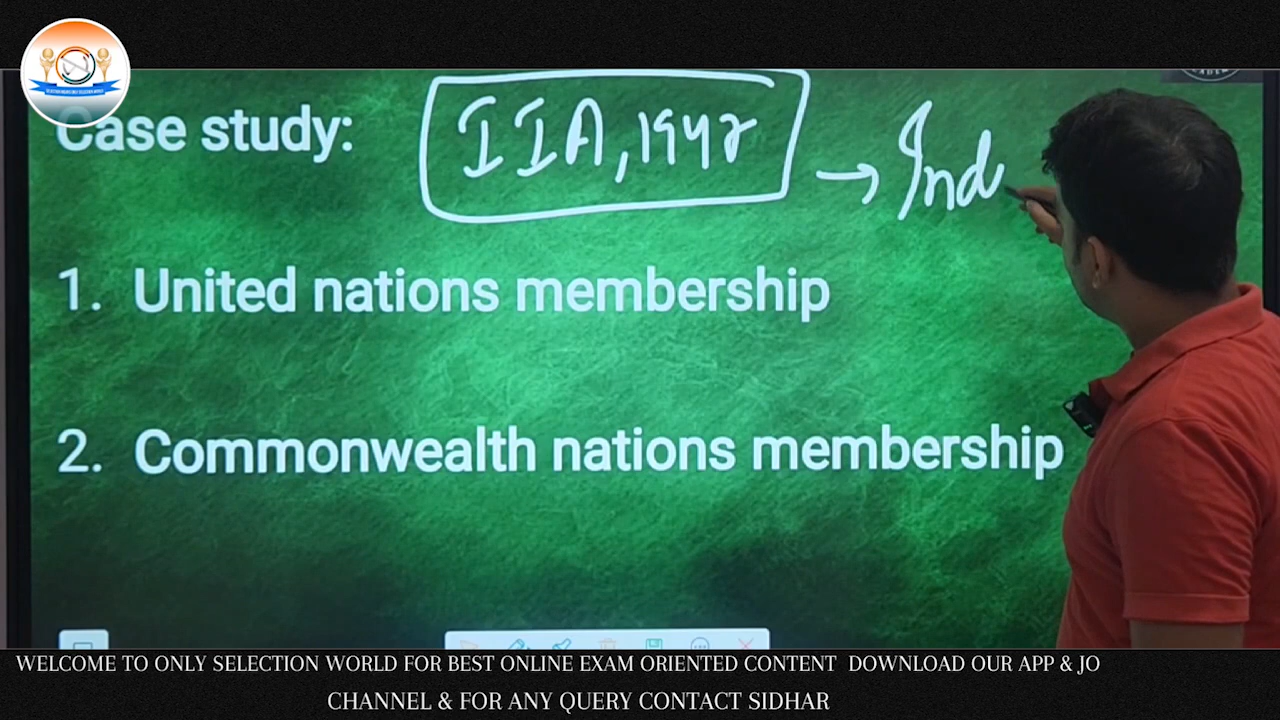 Case study: IIA, 1947 → Ind
1. United nations membership
2. Commonwealth nations membership
WELCOME TO ONLY SELECTION WORLD FOR BEST ONLINE EXAM ORIENTED CONTENT DOWNLOAD OUR APP & JO
CHANNEL & FOR ANY QUERY CONTACT SIDHAR